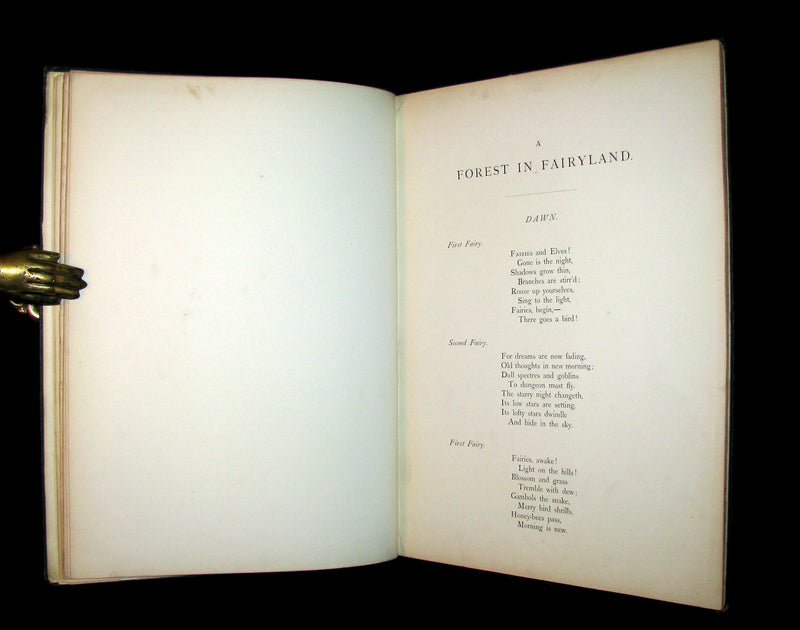 A
FOREST IN FAIRYLAND.
DAWN.
First Fairy.
FAIRIES and Elves!
Gone is the night,
Shadows grow thin,
Branches are stirr'd;
Rouse up yourselves,
Sing to the light,
Fairies, begin,—
There goes a bird!
Second Fairy.
For dreams are now fading,
Old thoughts in new morning;
Dull spectres and goblins
To dungeon must fly.
The starry night changeth,
Its low stars are setting,
Its lofty stars dwindle
And hide in the sky.
First Fairy.
Fairies, awake!
Light on the hills!
Blossom and grass
Tremble with dew;
Gambols the snake,
Merry bird shrills,
Honey-bees pass,
Morning is new.